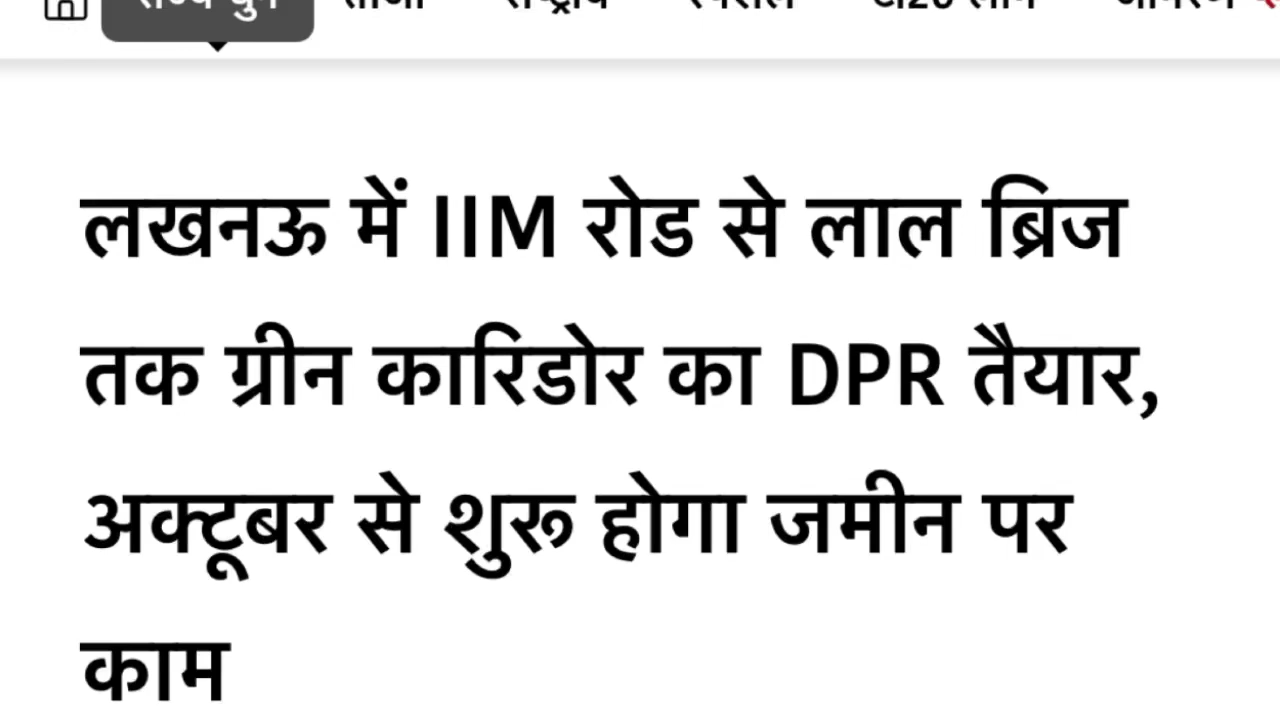 लखनऊ में IIM रोड से लाल ब्रिज
तक ग्रीन कारिडोर का DPR तैयार,
अक्टूबर से शुरू होगा जमीन पर
काम